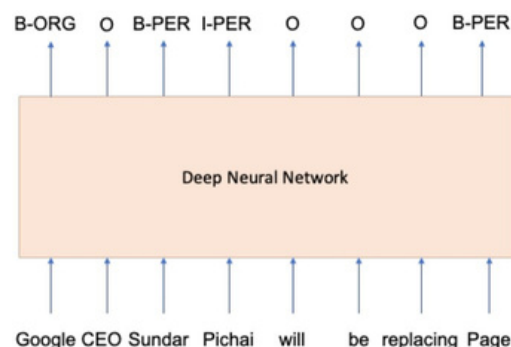 B-ORG O B-PER I-PER O O O B-PER
Deep Neural Network
Google CEO Sundar Pichai will be replacing Page